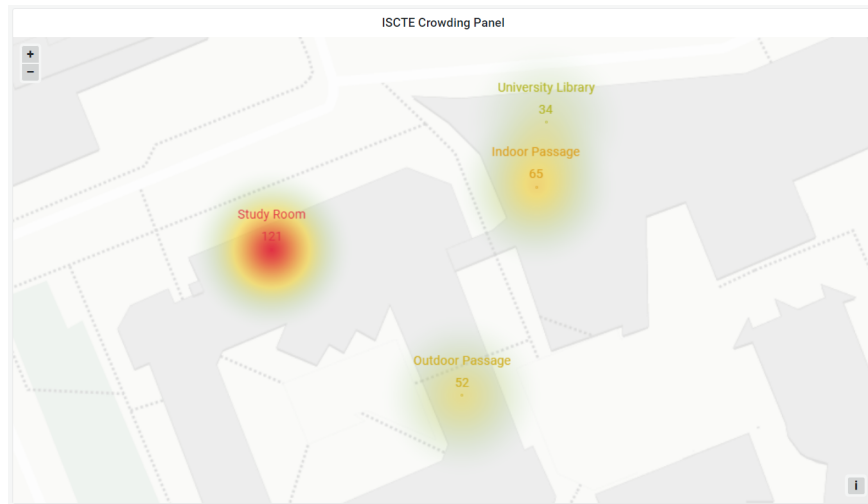 ISCTE Crowding Panel
+
−
University Library
34
Indoor Passage
65
Study Room
121
Outdoor Passage
52
i